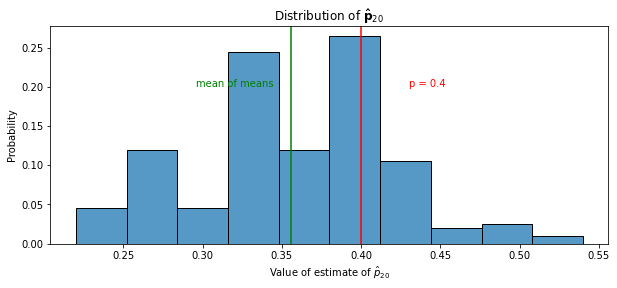 Distribution of p̂₂₀
0.25
0.20
0.15
0.10
0.05
0.00
Probability
mean of means
p = 0.4
0.25 0.30 0.35 0.40 0.45 0.50 0.55
Value of estimate of p̂₂₀